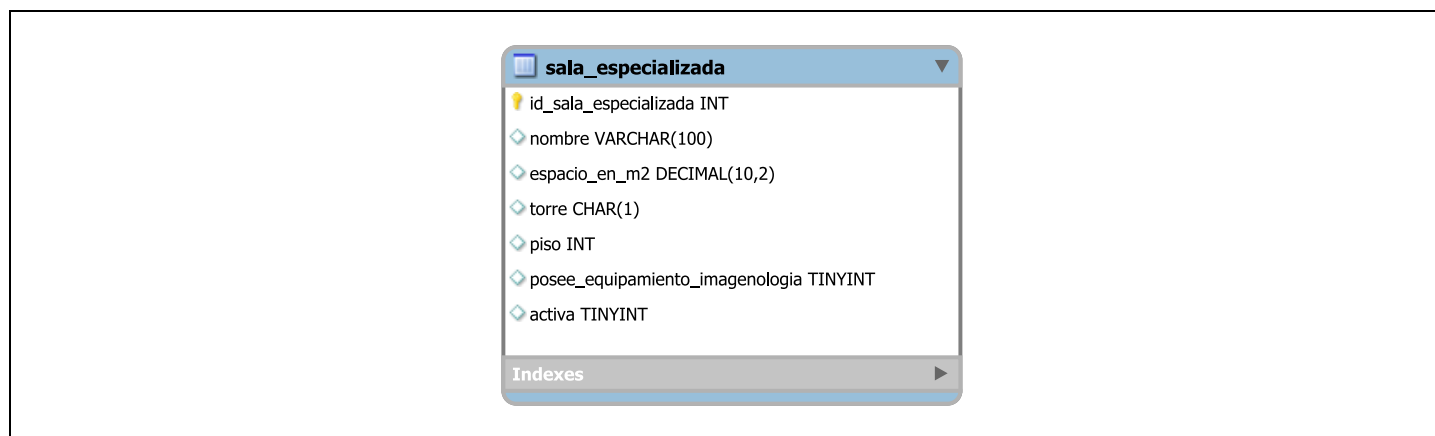 sala_especializada
id_sala_especializada INT
nombre VARCHAR(100)
espacio_en_m2 DECIMAL(10,2)
torre CHAR(1)
piso INT
posee_equipamiento_imagenologia TINYINT
activa TINYINT
Indexes